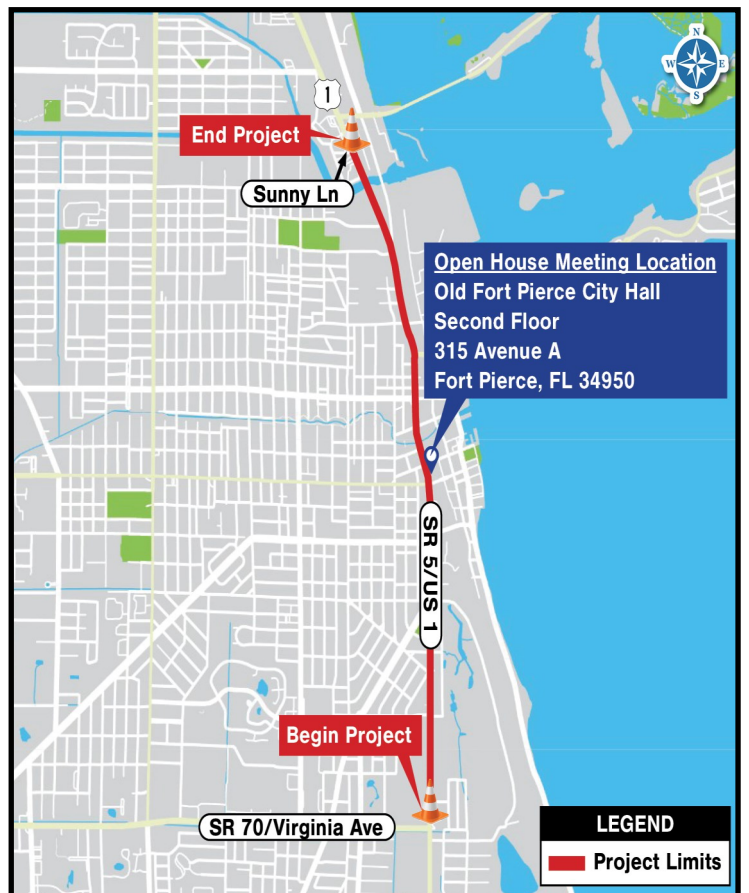 N
W
E
S
1
End Project
Sunny Ln
Open House Meeting Location
Old Fort Pierce City Hall
Second Floor
315 Avenue A
Fort Pierce, FL 34950
SR 5/US 1
Begin Project
SR 70/Virginia Ave
LEGEND
Project Limits